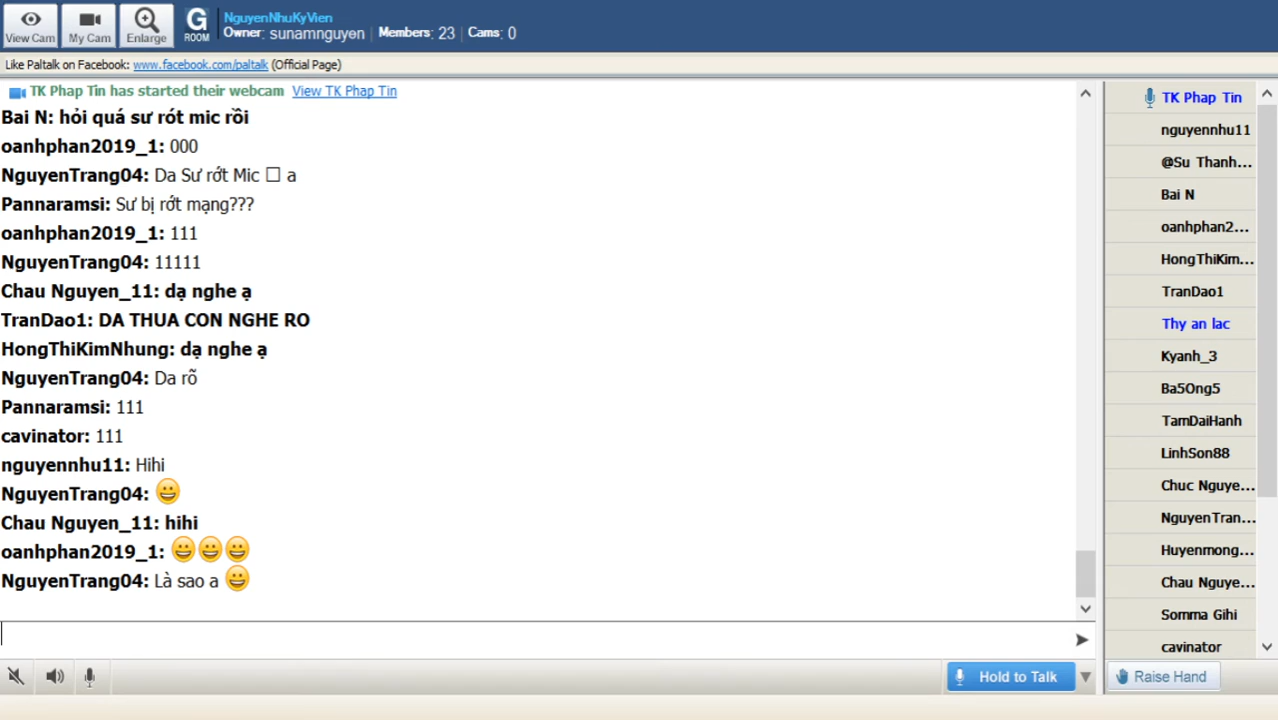 View Cam
My Cam
Enlarge
G
ROOM
NguyenNhuKyVien
Owner: sunamnguyen | Members: 23 | Cams: 0
Like Paltalk on Facebook: www.facebook.com/paltalk (Official Page)
TK Phap Tin has started their webcam View TK Phap Tin
Bai N: hỏi quá sư rót mic rồi
oanhphan2019_1: 000
NguyenTrang04: Da Sư rớt Mic □ a
Pannaramsi: Sư bị rớt mạng???
oanhphan2019_1: 111
NguyenTrang04: 11111
Chau Nguyen_11: dạ nghe ạ
TranDao1: DA THUA CON NGHE RO
HongThiKimNhung: dạ nghe ạ
NguyenTrang04: Da rõ
Pannaramsi: 111
cavinator: 111
nguyennhu11: Hihi
NguyenTrang04: 😀
Chau Nguyen_11: hihi
oanhphan2019_1: 😀😀😀
NguyenTrang04: Là sao a 😀
Hold to Talk
TK Phap Tin
nguyennhu11
@Su Thanh...
Bai N
oanhphan2...
HongThiKim...
TranDao1
Thy an lac
Kyanh_3
Ba5Ong5
TamDaiHanh
LinhSon88
Chuc Nguye...
NguyenTran...
Huyenmong...
Chau Nguye...
Somma Gihi
cavinator
Raise Hand